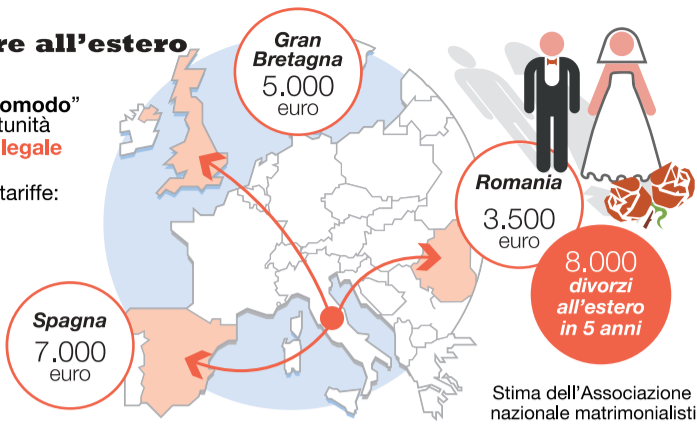 re all'estero
omodo”
tunità
legale
tariffe:
Gran
Bretagna
5.000
euro
Romania
3.500
euro
8.000
divorzi
all'estero
in 5 anni
Spagna
7.000
euro
Stima dell'Associazione
nazionale matrimonialisti